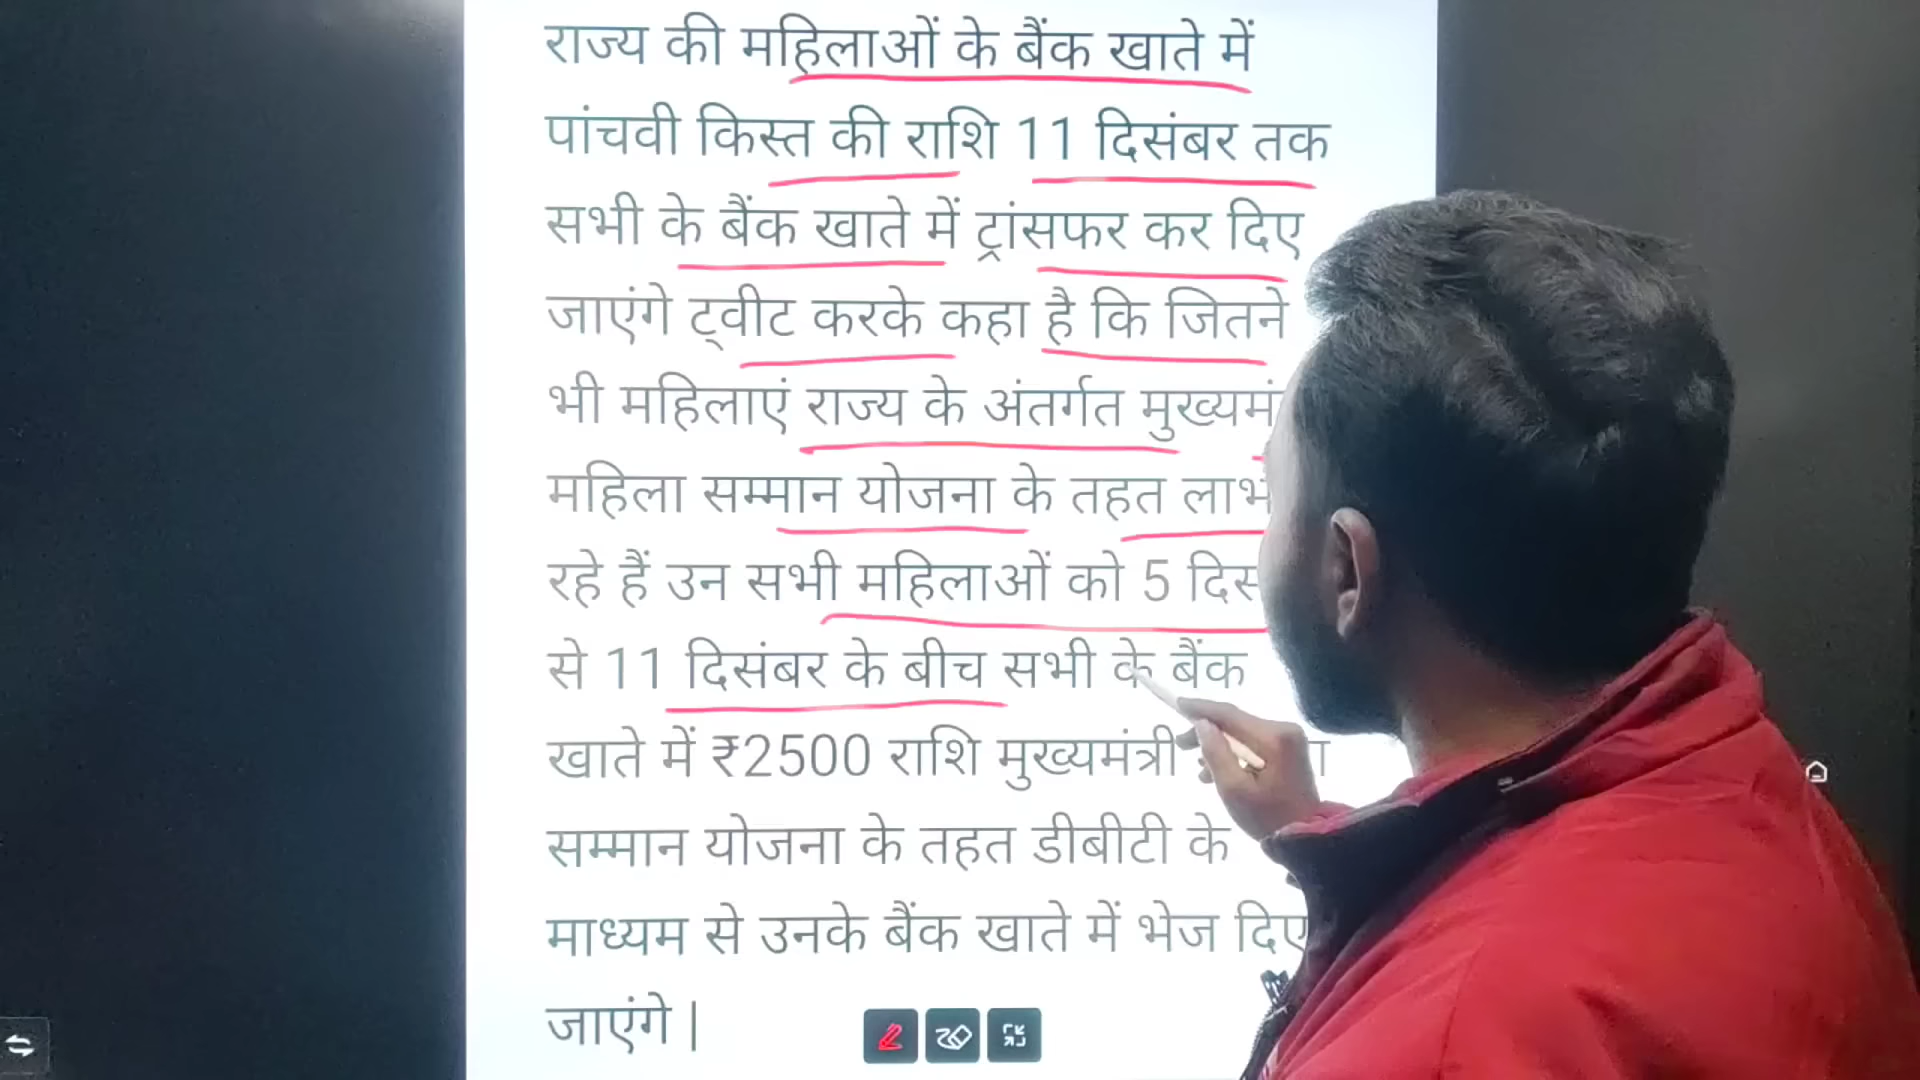 राज्य की महिलाओं के बैंक खाते में
पांचवी किस्त की राशि 11 दिसंबर तक
सभी के बैंक खाते में ट्रांसफर कर दिए
जाएंगे ट्वीट करके कहा है कि जितने
भी महिलाएं राज्य के अंतर्गत
महिला सम्मान योजना के तहत
रहे हैं उन सभी महिलाओं को 5
से 11 दिसंबर के बीच सभी के बैंक
खाते में ₹2500 राशि मुख्यमंत्री
सम्मान योजना के तहत डीबीटी के
माध्यम से उनके बैंक खाते में भेज दिए
जाएंगे |